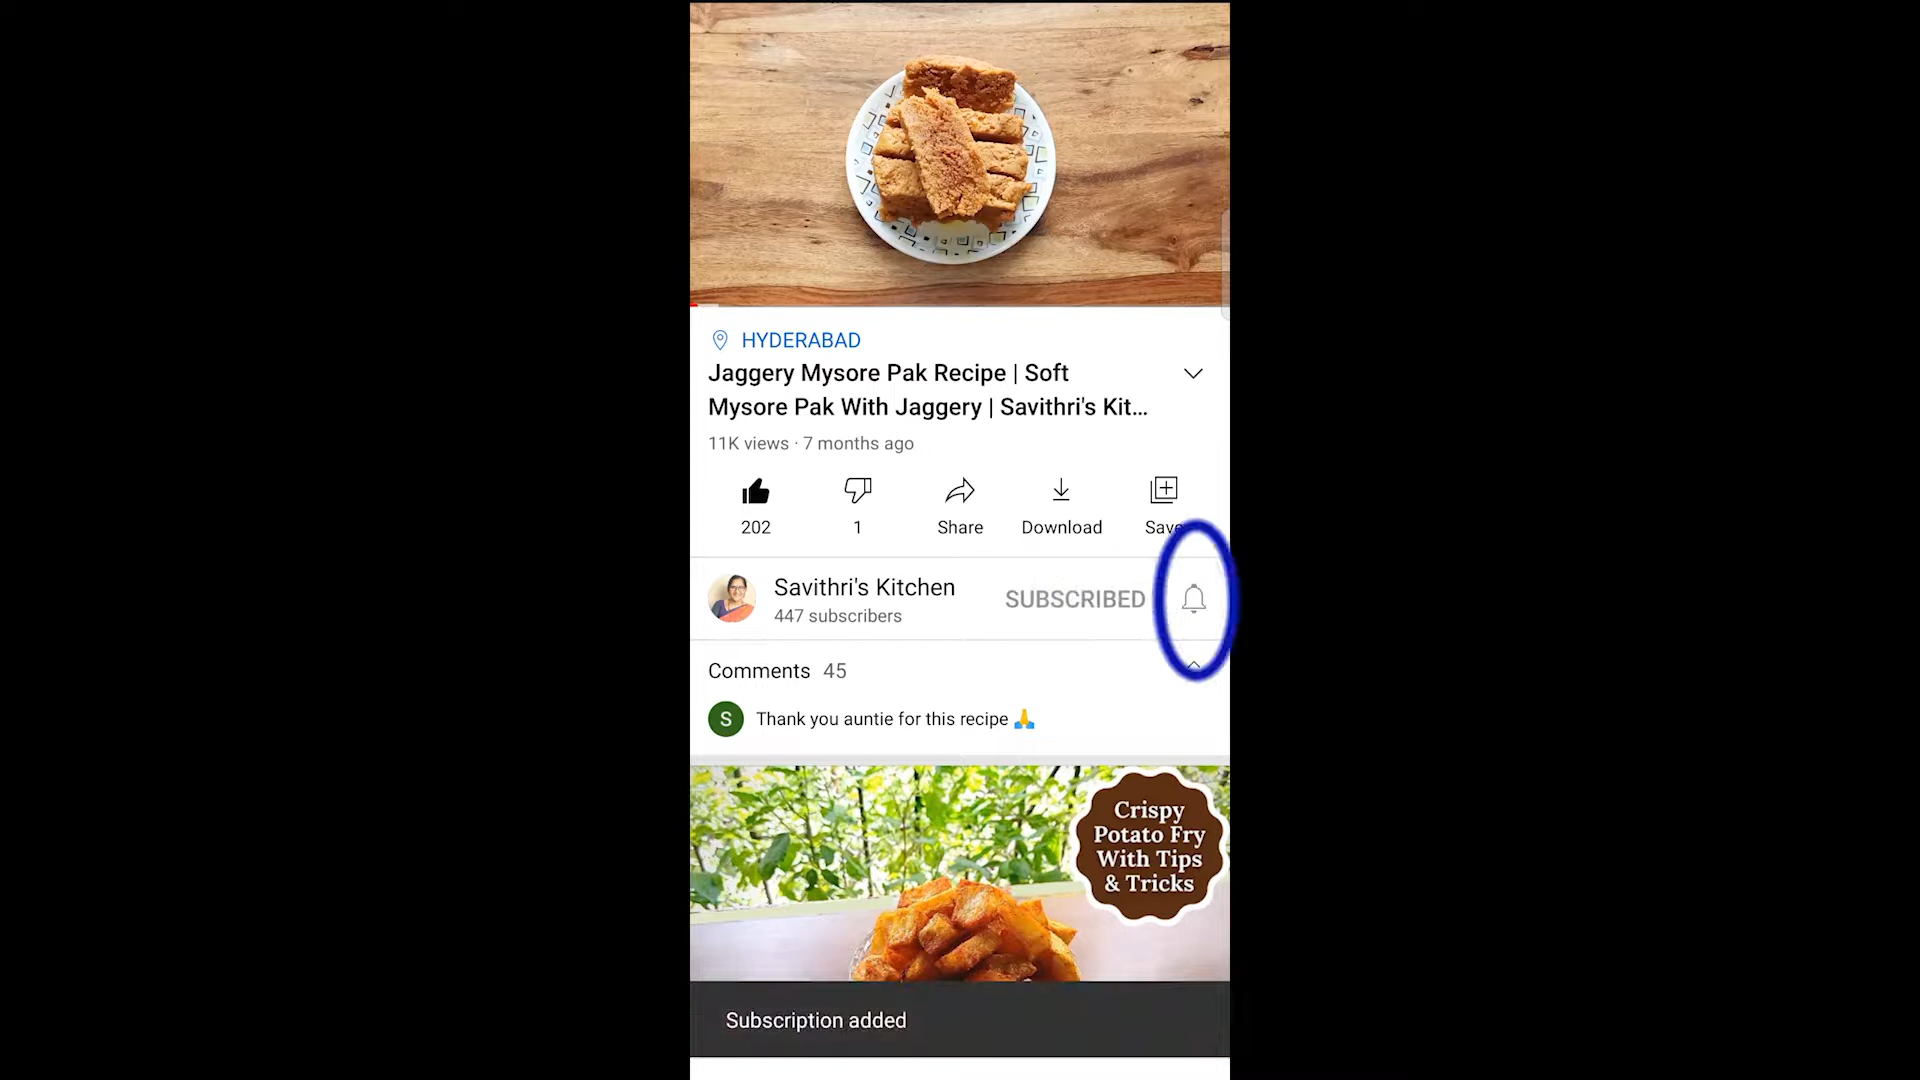 HYDERABAD
Jaggery Mysore Pak Recipe | Soft
Mysore Pak With Jaggery | Savithri's Kit...
11K views · 7 months ago
202
1
Share
Download
Save
Savithri's Kitchen
447 subscribers
SUBSCRIBED
Comments 45
S
Thank you auntie for this recipe 🙏
Crispy
Potato Fry
With Tips
& Tricks
Subscription added